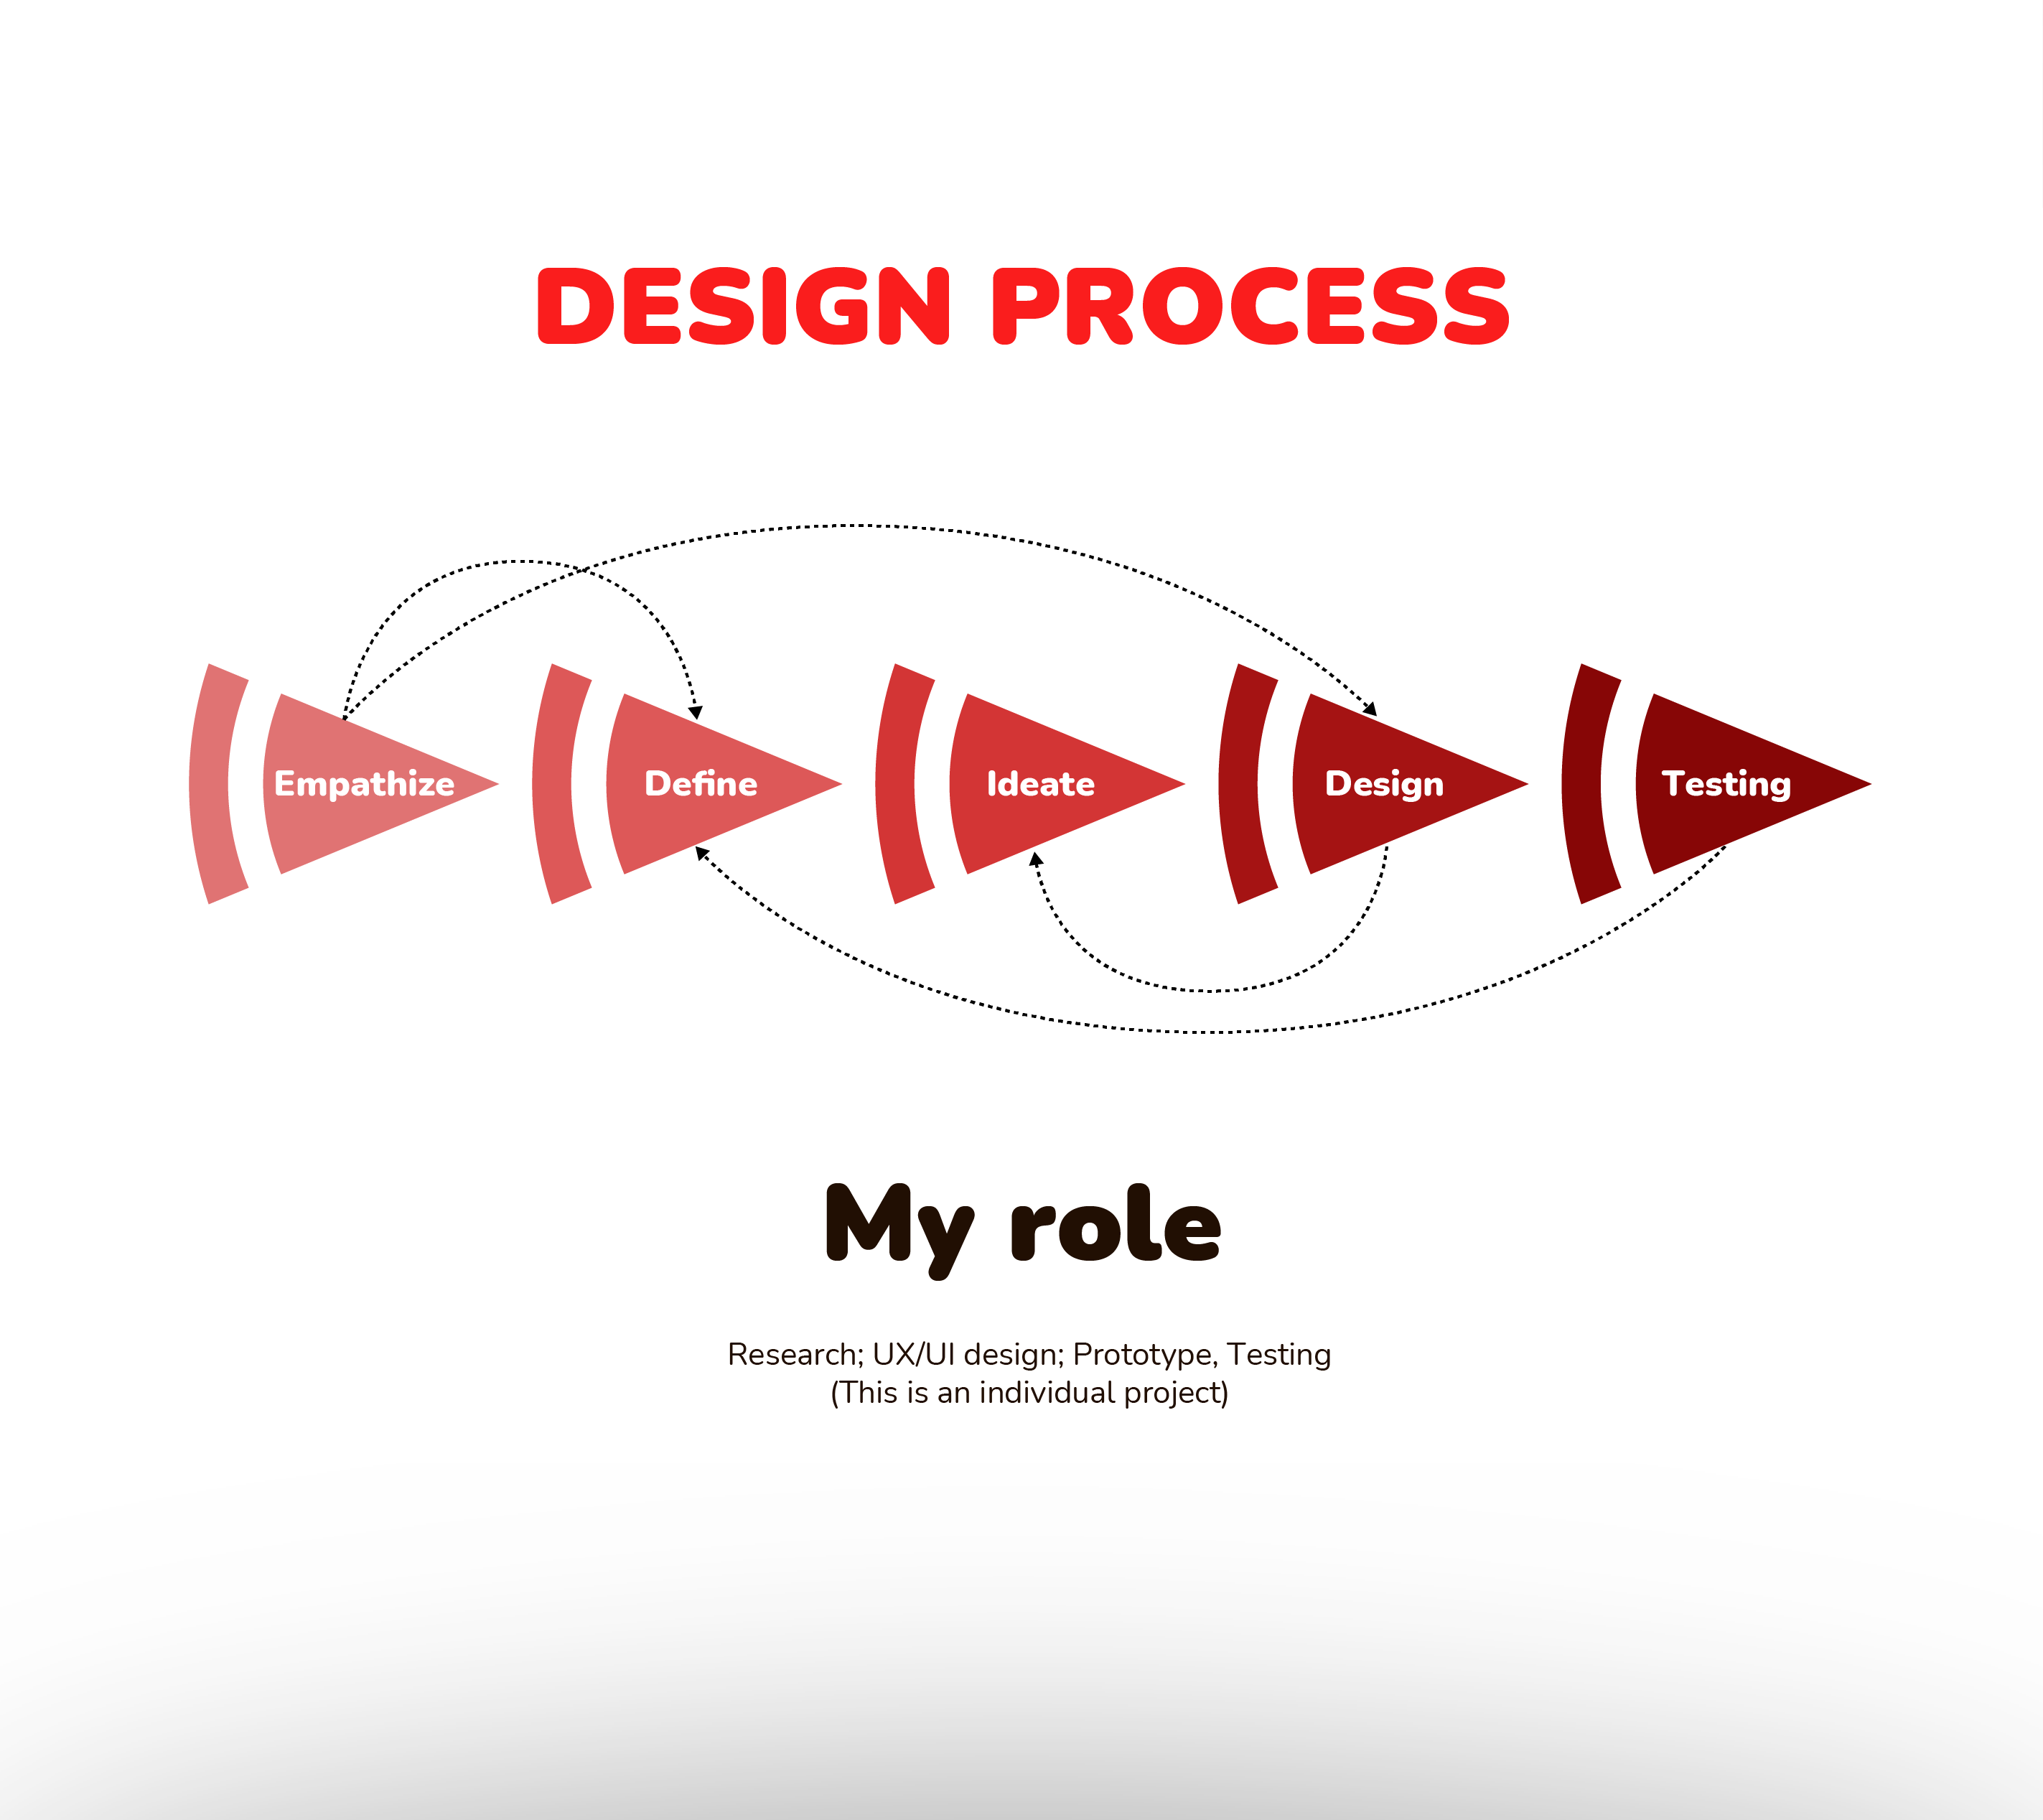 DESIGN PROCESS
Empathize
Define
Ideate
Design
Testing
My role
Research; UX/UI design; Prototype, Testing
(This is an individual project)